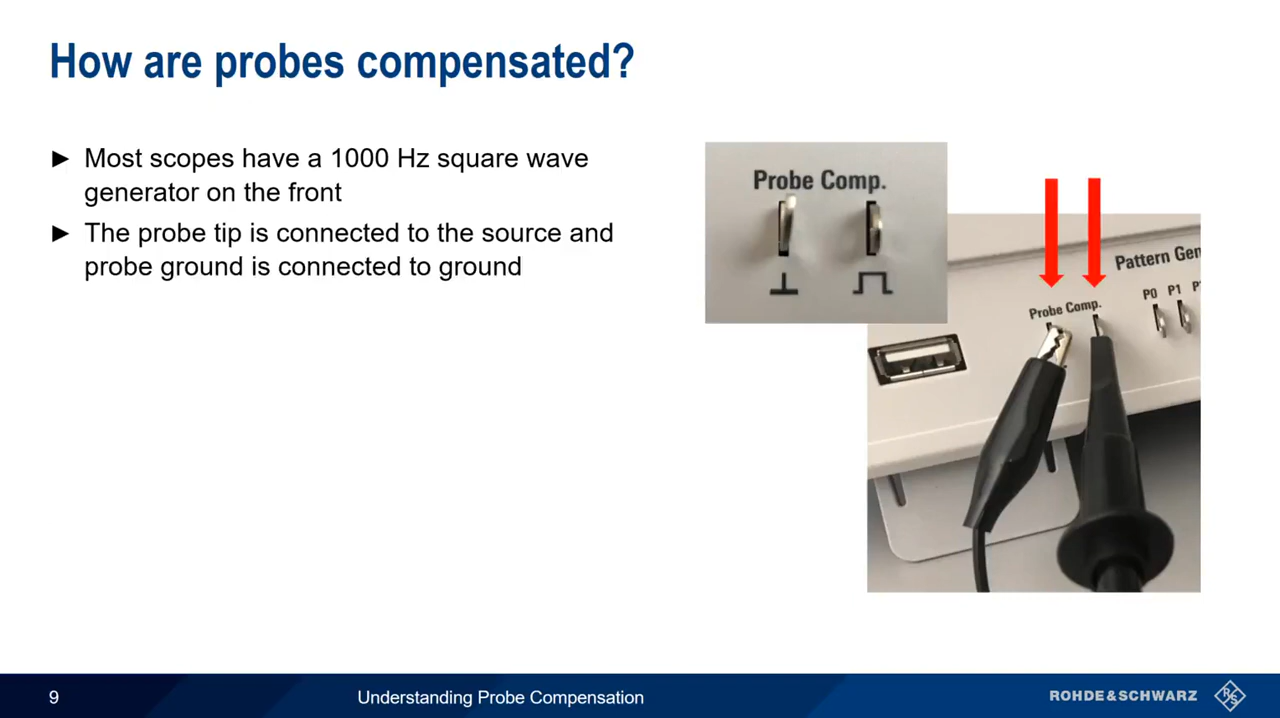 How are probes compensated?
► Most scopes have a 1000 Hz square wave
generator on the front
► The probe tip is connected to the source and
probe ground is connected to ground
Probe Comp.
Pattern Gen
Probe Comp.
P0 P1
9
Understanding Probe Compensation
ROHDE&SCHWARZ
R S